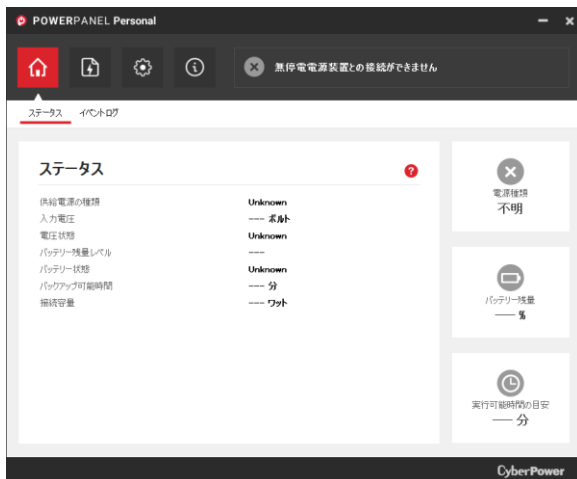 POWERPANEL Personal
無停電電源装置との接続ができません
ステータス イベントログ
ステータス
供給電源の種類 Unknown
入力電圧 --- ボルト
電圧状態 Unknown
バッテリー残量レベル ---
バッテリー状態 Unknown
バックアップ可能時間 --- 分
接続容量 --- ワット
電源種類
不明
バッテリー残量
--- %
実行可能時間の目安
--- 分
CyberPower